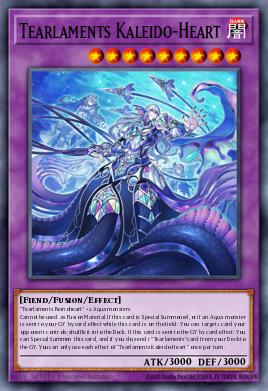 Tearlaments Kaleido-Heart
DARK
闇
[Fiend/Fusion/Effect]
"Tearlaments Reinoheart" + 2 Aqua monsters
Cannot be used as Fusion Material. If this card is Special Summoned, or if an Aqua monster
is sent to your GY by card effect while this card is on the field: You can target 1 card your
opponent controls; shuffle it into the Deck. If this card is sent to the GY by card effect: You
can Special Summon this card, and if you do, send 1 "Tearlaments" card from your Deck to
the GY. You can only use each effect of "Tearlaments Kaleido-Heart" once per turn.
ATK/3000 DEF/3000